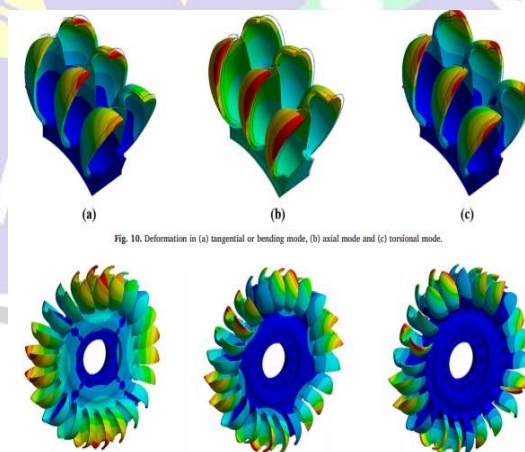 (a) (b) (c)
Fig. 10. Deformation in (a) tangential or bending mode, (b) axial mode and (c) torsional mode.